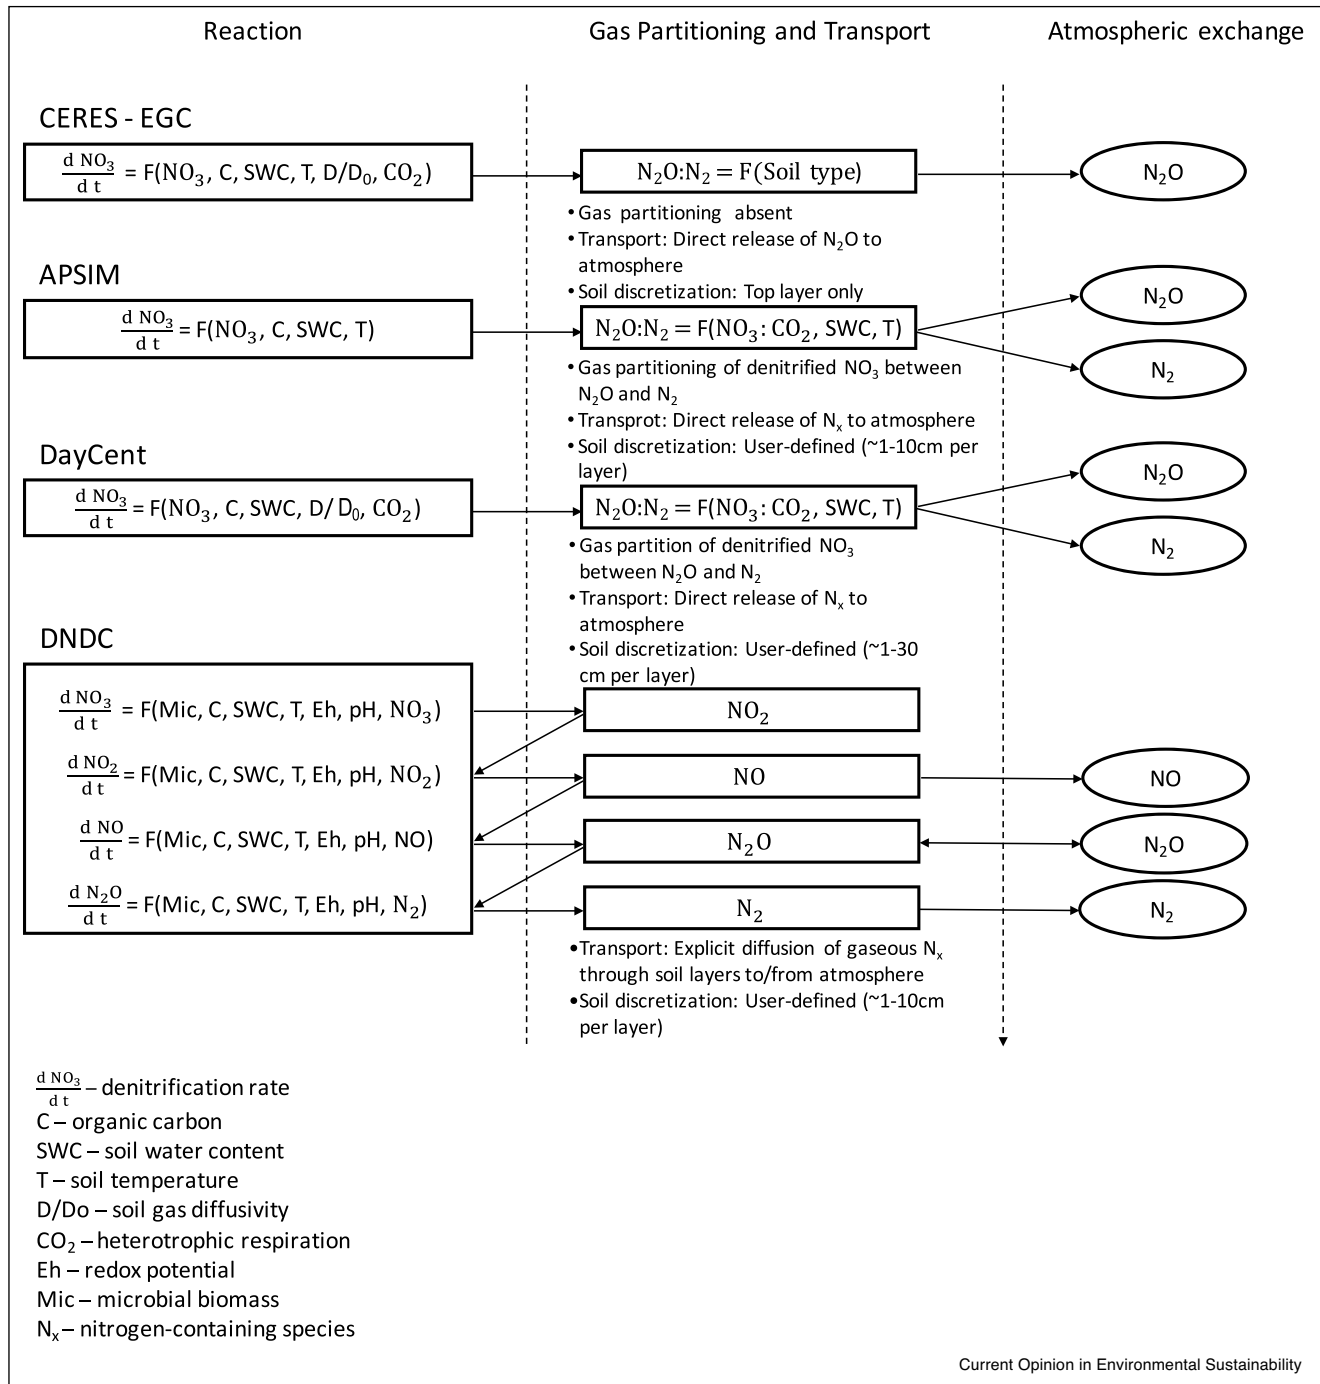 Reaction
Gas Partitioning and Transport
Atmospheric exchange
CERES - EGC
d NO₃/d t = F(NO₃, C, SWC, T, D/D₀, CO₂)
N₂O:N₂ = F(Soil type)
N₂O
• Gas partitioning absent
• Transport: Direct release of N₂O to
atmosphere
• Soil discretization: Top layer only
APSIM
d NO₃/d t = F(NO₃, C, SWC, T)
N₂O:N₂ = F(NO₃: CO₂, SWC, T)
N₂O
N₂
• Gas partitioning of denitrified NO₃ between
N₂O and N₂
• Transprot: Direct release of Nₓ to atmosphere
• Soil discretization: User-defined (~1-10cm per
layer)
DayCent
d NO₃/d t = F(NO₃, C, SWC, D/D₀, CO₂)
N₂O:N₂ = F(NO₃: CO₂, SWC, T)
N₂O
N₂
• Gas partition of denitrified NO₃
between N₂O and N₂
• Transport: Direct release of Nₓ to
atmosphere
• Soil discretization: User-defined (~1-30
cm per layer)
DNDC
d NO₃/d t = F(Mic, C, SWC, T, Eh, pH, NO₃)
NO₂
d NO₂/d t = F(Mic, C, SWC, T, Eh, pH, NO₂)
NO
NO
d NO/d t = F(Mic, C, SWC, T, Eh, pH, NO)
N₂O
N₂O
d N₂O/d t = F(Mic, C, SWC, T, Eh, pH, N₂)
N₂
N₂
•Transport: Explicit diffusion of gaseous Nₓ
through soil layers to/from atmosphere
•Soil discretization: User-defined (~1-10cm
per layer)
d NO₃/d t – denitrification rate
C – organic carbon
SWC – soil water content
T – soil temperature
D/Do – soil gas diffusivity
CO₂ – heterotrophic respiration
Eh – redox potential
Mic – microbial biomass
Nₓ – nitrogen-containing species
Current Opinion in Environmental Sustainability